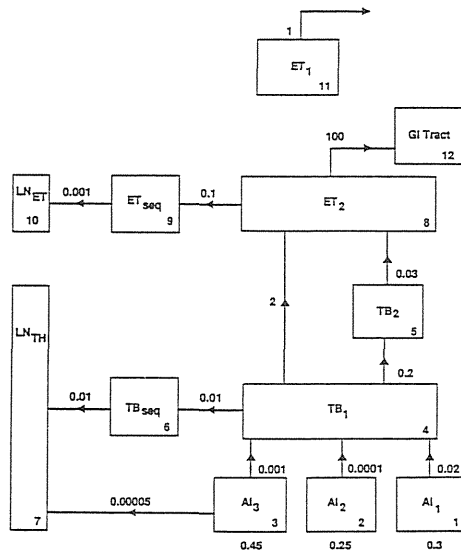 1
ET1
11
100
GI Tract
12
LNET
10
0.001
ETseq
9
0.1
ET2
8
2
0.03
TB2
5
0.2
LNTH
7
0.01
TBseq
6
0.01
TB1
4
0.001
0.0001
0.02
0.00005
AI3
3
AI2
2
AI1
1
0.45
0.25
0.3